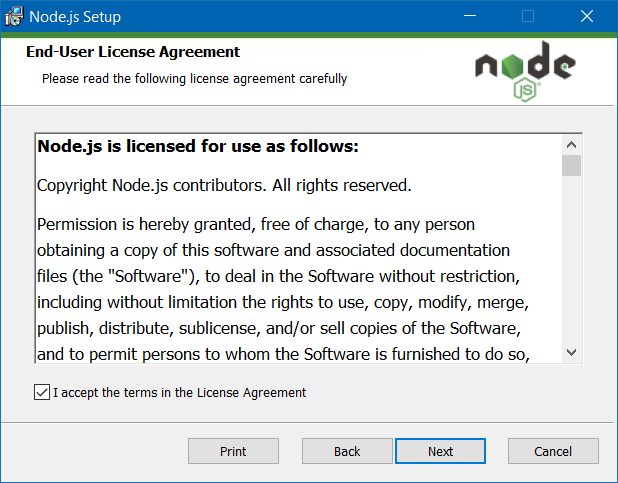 Node.js Setup
End-User License Agreement
Please read the following license agreement carefully
node
JS
Node.js is licensed for use as follows:
Copyright Node.js contributors. All rights reserved.
Permission is hereby granted, free of charge, to any person
obtaining a copy of this software and associated documentation
files (the "Software"), to deal in the Software without restriction,
including without limitation the rights to use, copy, modify, merge,
publish, distribute, sublicense, and/or sell copies of the Software,
and to permit persons to whom the Software is furnished to do so,
I accept the terms in the License Agreement
Print
Back
Next
Cancel